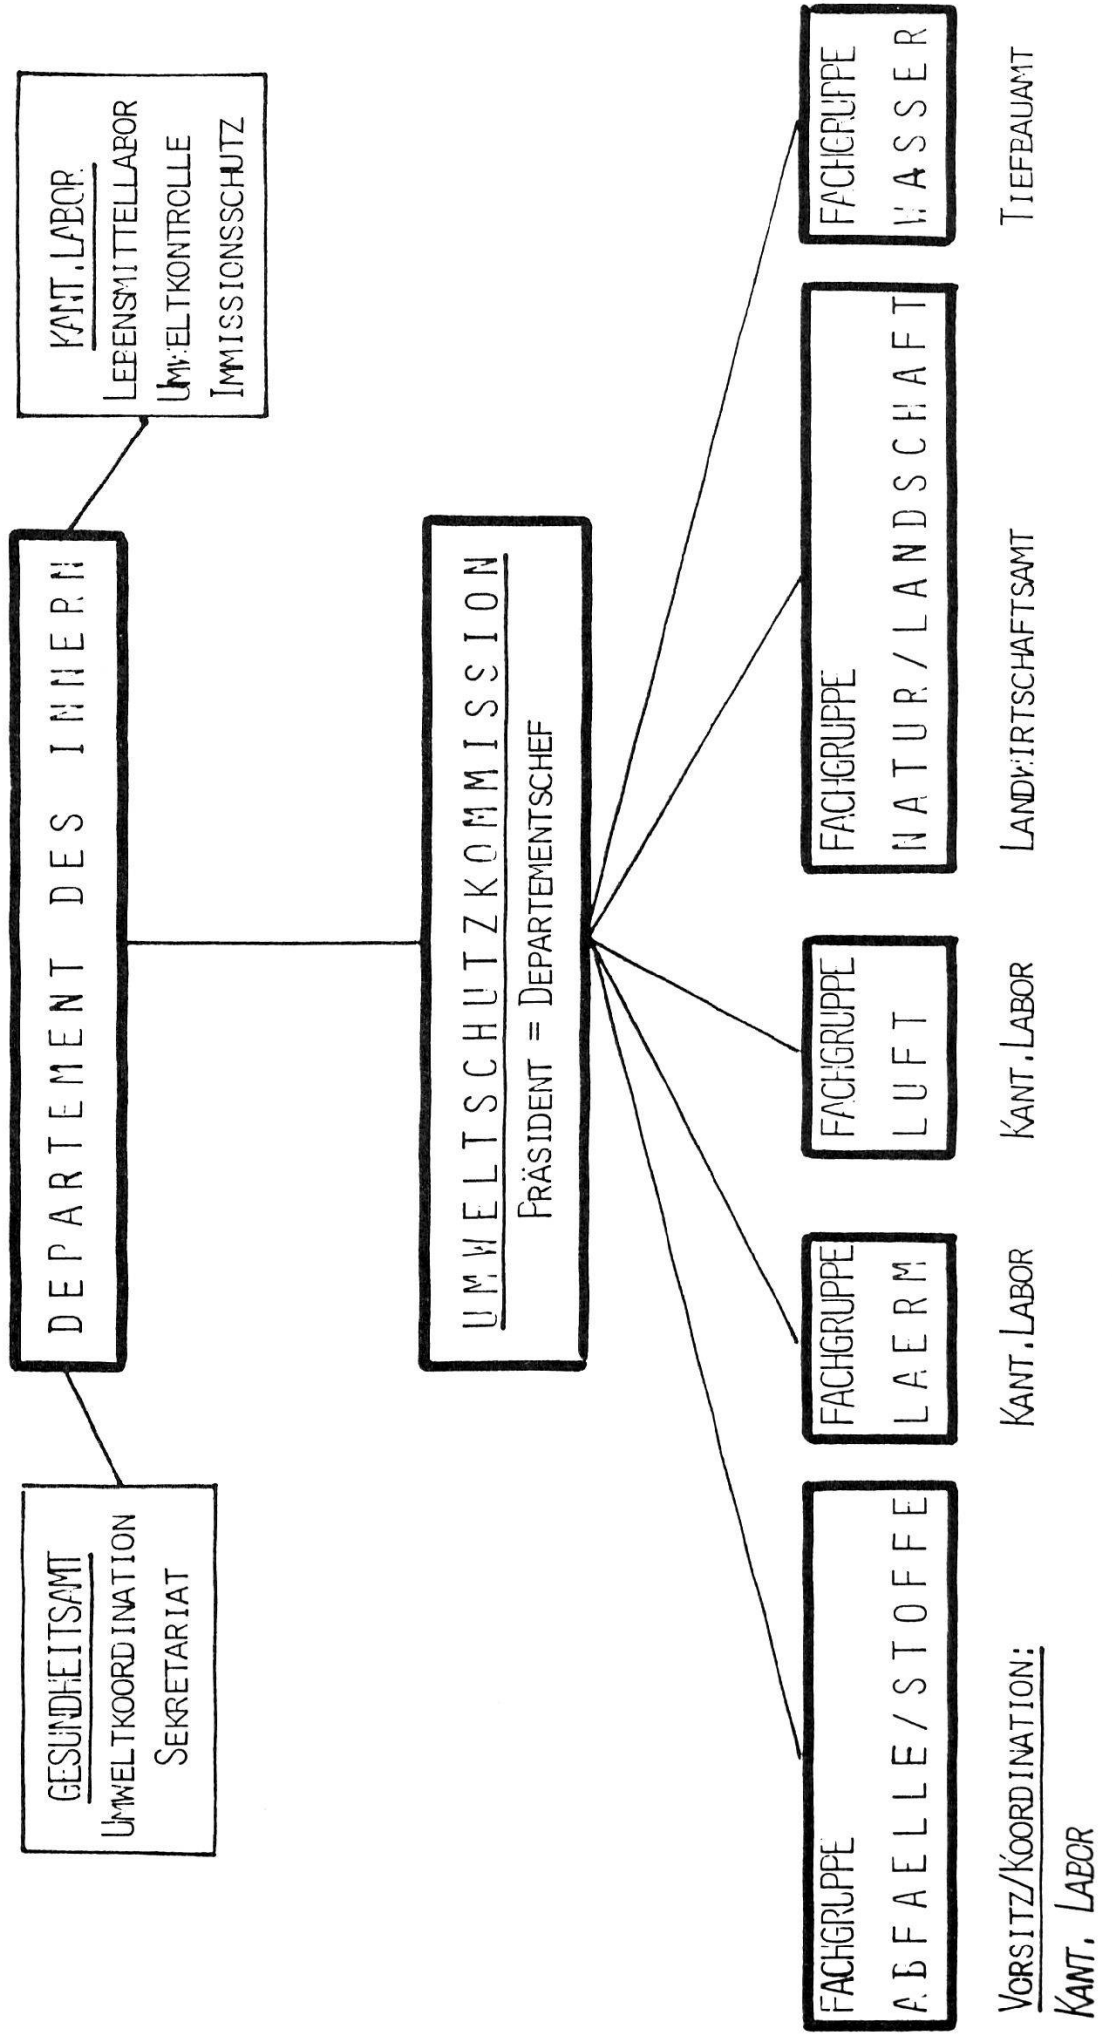 GESUNDHEITSAMT
UMWELTKOORDINATION
SEKRETARIAT
DEPARTEMENT DES INNERN
KANT.LABOR
LEBENSMITTELLABOR
UMWELTKONTROLLE
IMMISSIONSSCHUTZ
UMWELTSCHUTZKOMMISSION
PRÄSIDENT = DEPARTEMENTSCHEF
FACHGRUPPE
ABFAELLE/STOFFE
FACHGRUPPE
LAERM
FACHGRUPPE
LUFT
FACHGRUPPE
NATUR/LANDSCHAFT
FACHGRUPPE
WASSER
VORSITZ/KOORDINATION:
KANT. LABOR
KANT.LABOR
KANT.LABOR
LANDWIRTSCHAFTSAMT
TIEFBAUAMT